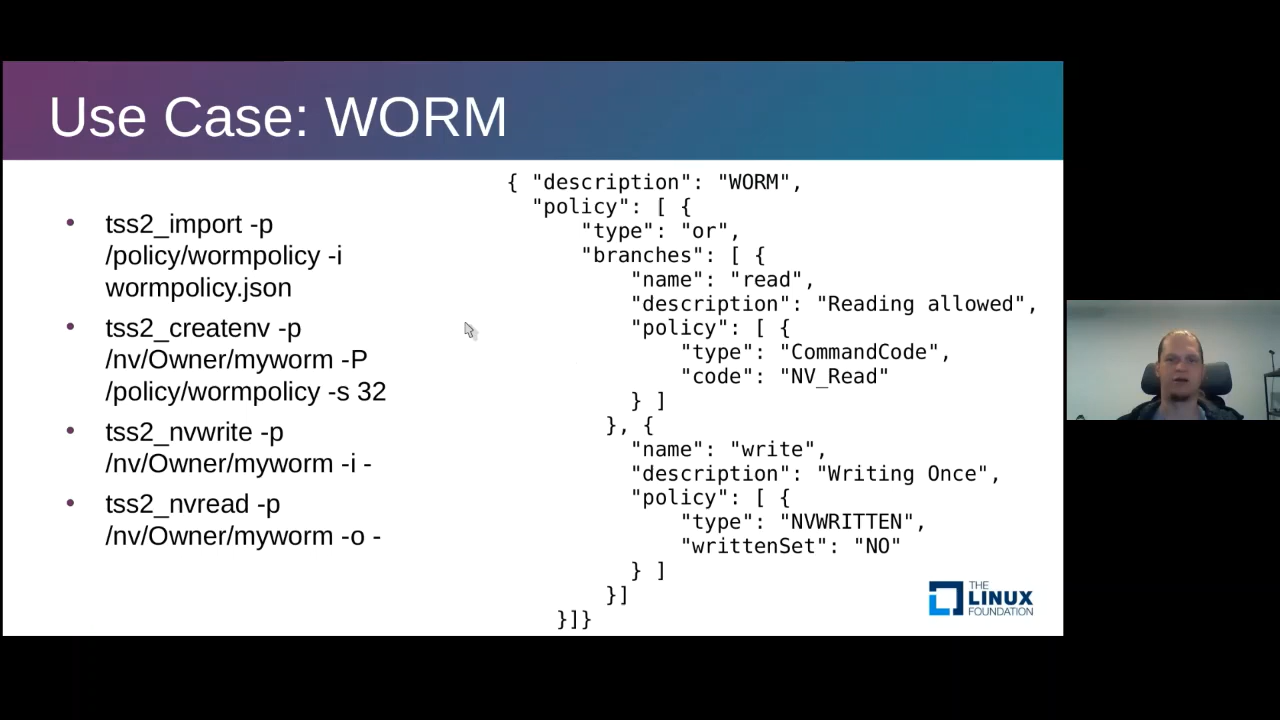 Use Case: WORM
• tss2_import -p
/policy/wormpolicy -i
wormpolicy.json
• tss2_createnv -p
/nv/Owner/myworm -P
/policy/wormpolicy -s 32
• tss2_nvwrite -p
/nv/Owner/myworm -i -
• tss2_nvread -p
/nv/Owner/myworm -o -
{ "description": "WORM",
"policy": [ {
"type": "or",
"branches": [ {
"name": "read",
"description": "Reading allowed",
"policy": [ {
"type": "CommandCode",
"code": "NV_Read"
} ]
}, {
"name": "write",
"description": "Writing Once",
"policy": [ {
"type": "NVWRITTEN",
"writtenSet": "NO"
} ]
}]
}]}
THE
LINUX
FOUNDATION